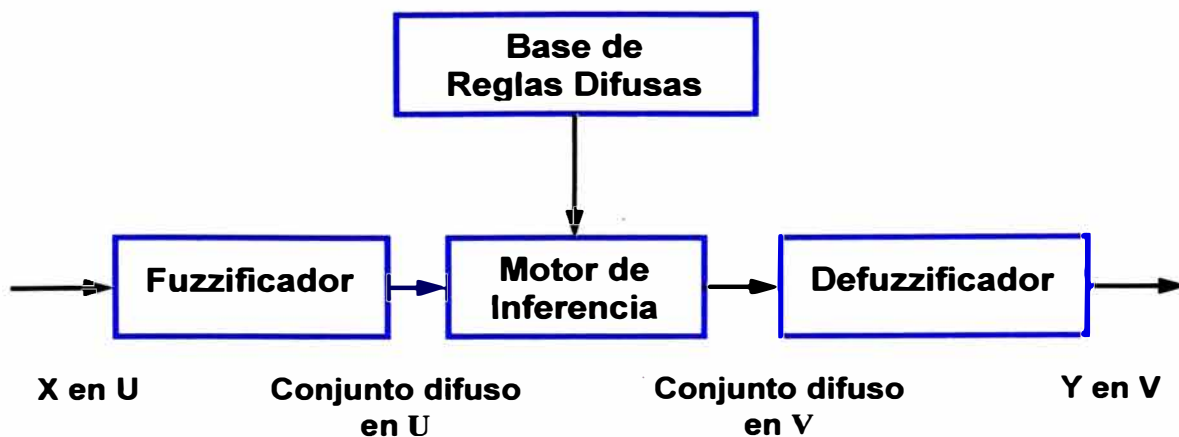 Base de
Reglas Difusas
Fuzzificador
Motor de
Inferencia
Defuzzificador
X en U
Conjunto difuso
en U
Conjunto difuso
en V
Y en V